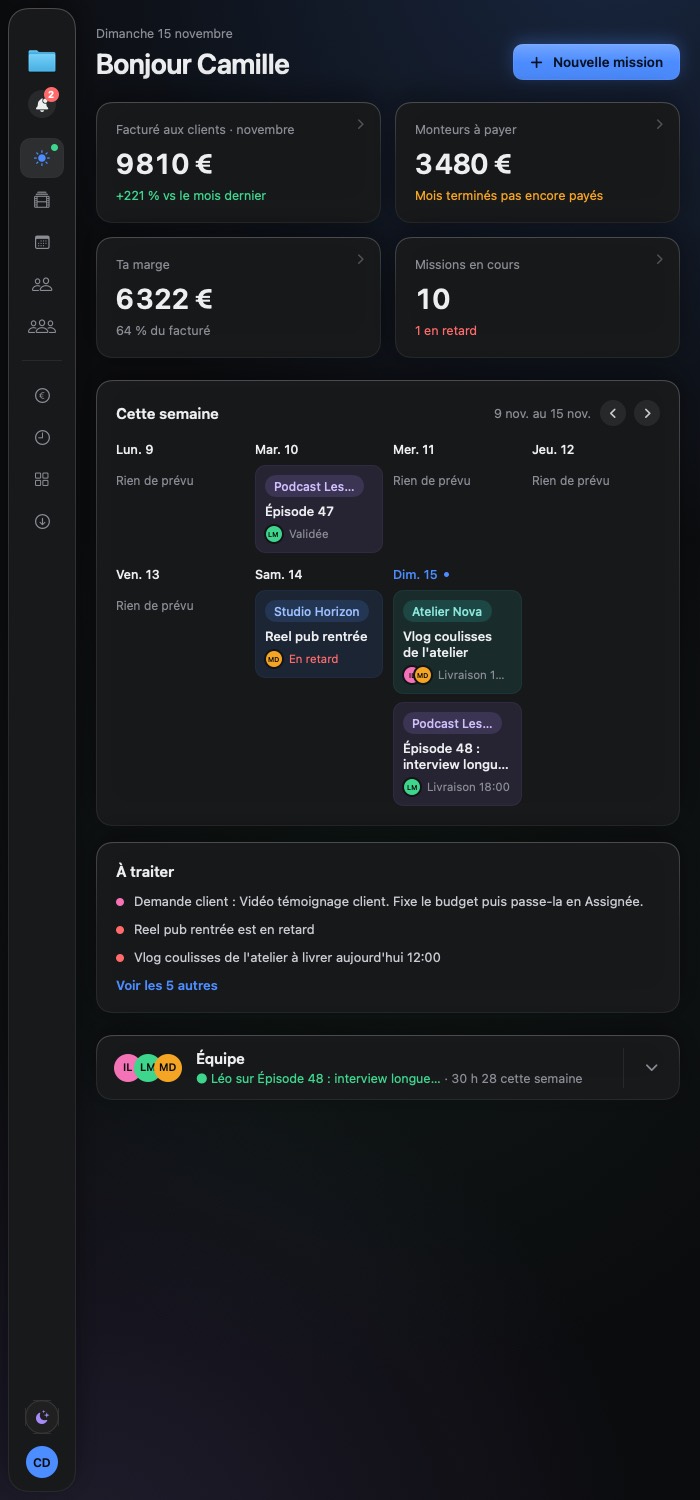 Dimanche 15 novembre
Bonjour Camille
+ Nouvelle mission
2
Facturé aux clients · novembre
9 810 €
+221 % vs le mois dernier
Monteurs à payer
3 480 €
Mois terminés pas encore payés
Ta marge
6 322 €
64 % du facturé
Missions en cours
10
1 en retard
Cette semaine
9 nov. au 15 nov.
Lun. 9
Rien de prévu
Mar. 10
Podcast Les…
Épisode 47
LM Validée
Mer. 11
Rien de prévu
Jeu. 12
Rien de prévu
Ven. 13
Rien de prévu
Sam. 14
Studio Horizon
Reel pub rentrée
MD En retard
Dim. 15
Atelier Nova
Vlog coulisses
de l'atelier
IL MD Livraison 1…
Podcast Les…
Épisode 48 :
interview longu…
LM Livraison 18:00
À traiter
Demande client : Vidéo témoignage client. Fixe le budget puis passe-la en Assignée.
Reel pub rentrée est en retard
Vlog coulisses de l'atelier à livrer aujourd'hui 12:00
Voir les 5 autres
IL LM MD
Équipe
Léo sur Épisode 48 : interview longue… · 30 h 28 cette semaine
CD